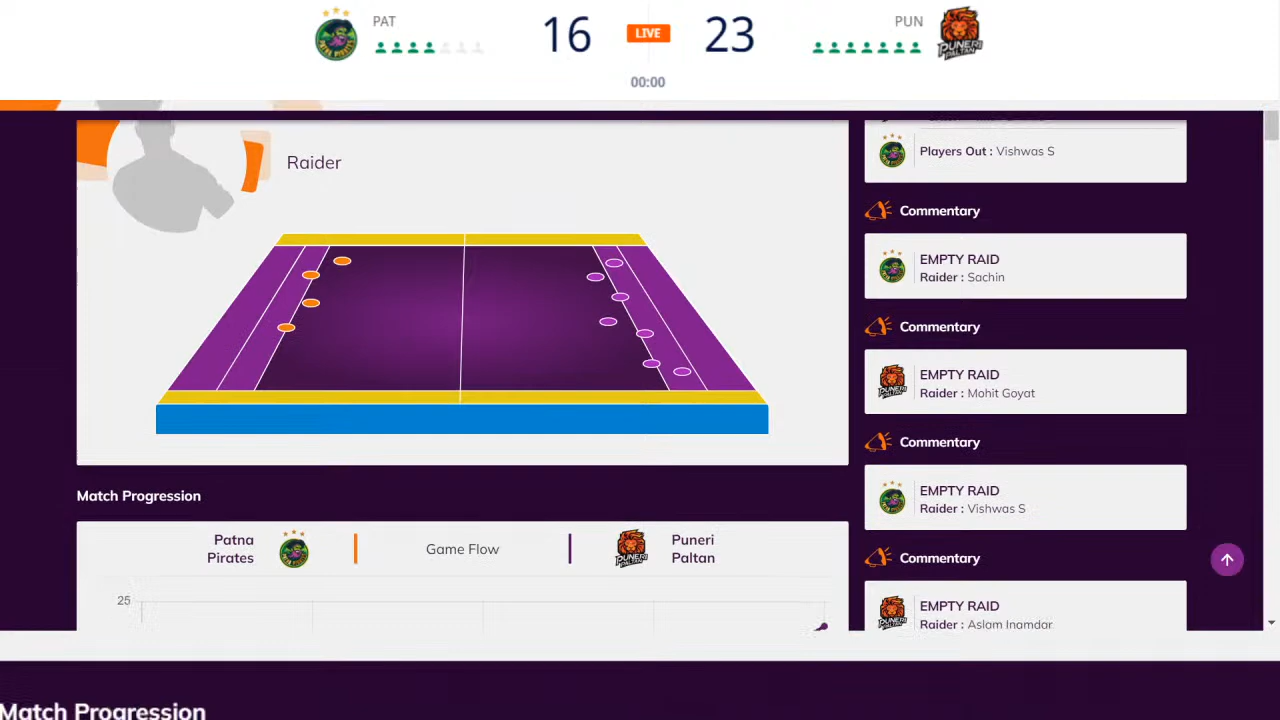 PAT
16
LIVE
23
PUN
00:00
PUNERI
PALTAN
Raider
Players Out : Vishwas S
Commentary
EMPTY RAID
Raider : Sachin
Commentary
EMPTY RAID
Raider : Mohit Goyat
Commentary
EMPTY RAID
Raider : Vishwas S
Commentary
EMPTY RAID
Raider : Aslam Inamdar
Match Progression
Patna
Pirates
Game Flow
Puneri
Paltan
25
Match Progression